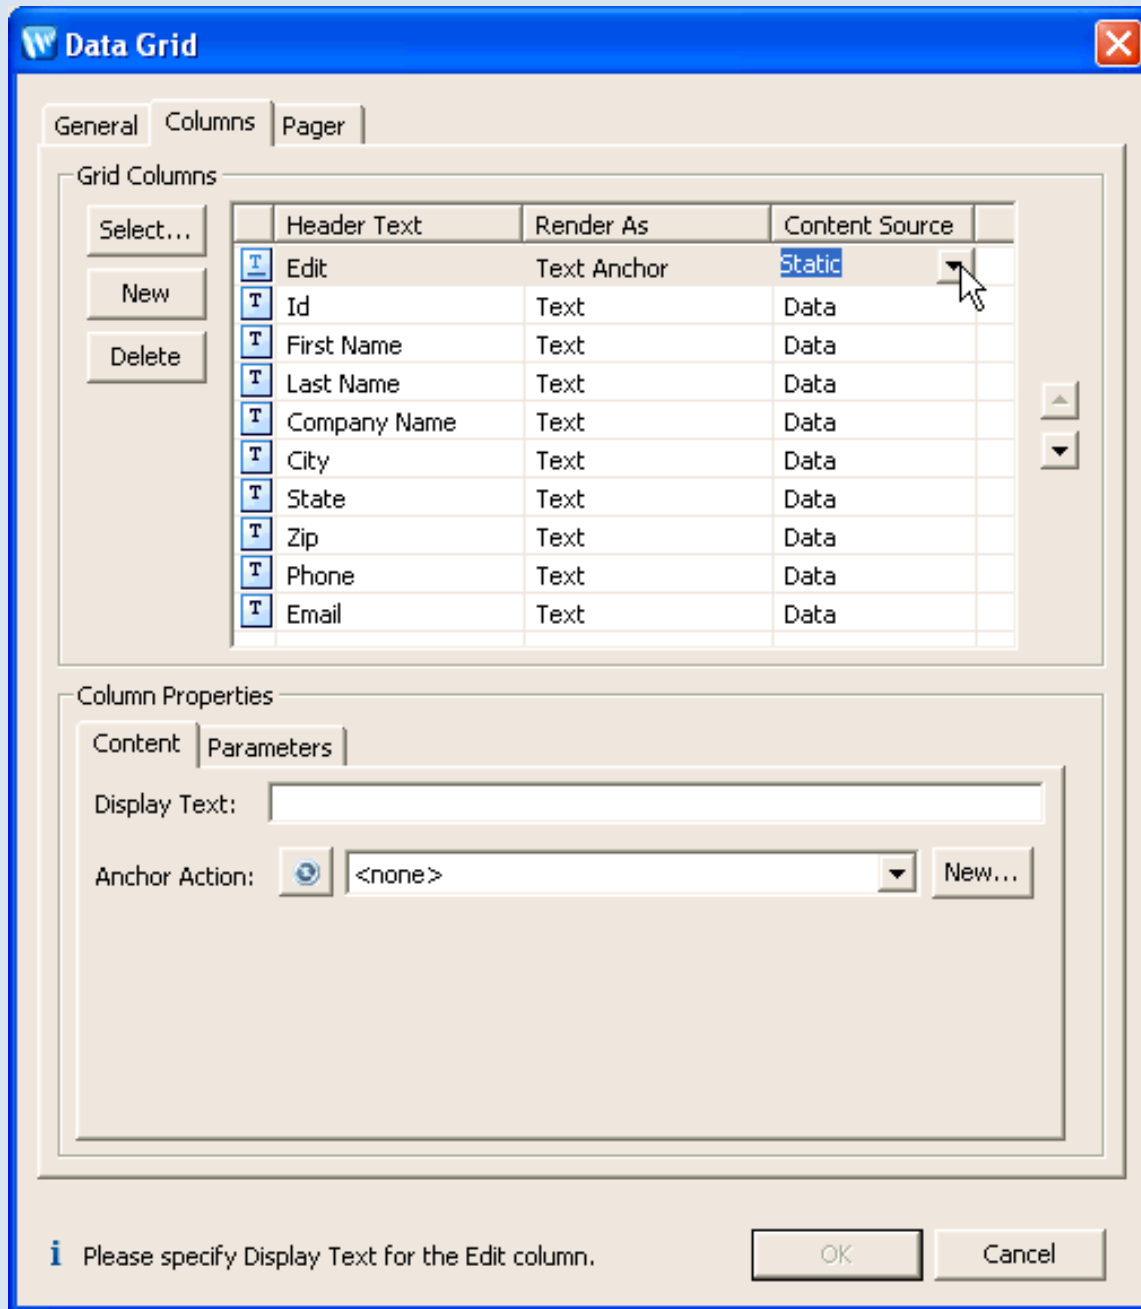 Data Grid
General Columns Pager
Grid Columns
Select...
New
Delete
Header Text Render As Content Source
T Edit Text Anchor Static
T Id Text Data
T First Name Text Data
T Last Name Text Data
T Company Name Text Data
T City Text Data
T State Text Data
T Zip Text Data
T Phone Text Data
T Email Text Data
Column Properties
Content Parameters
Display Text:
Anchor Action: <none> New...
i Please specify Display Text for the Edit column. OK Cancel